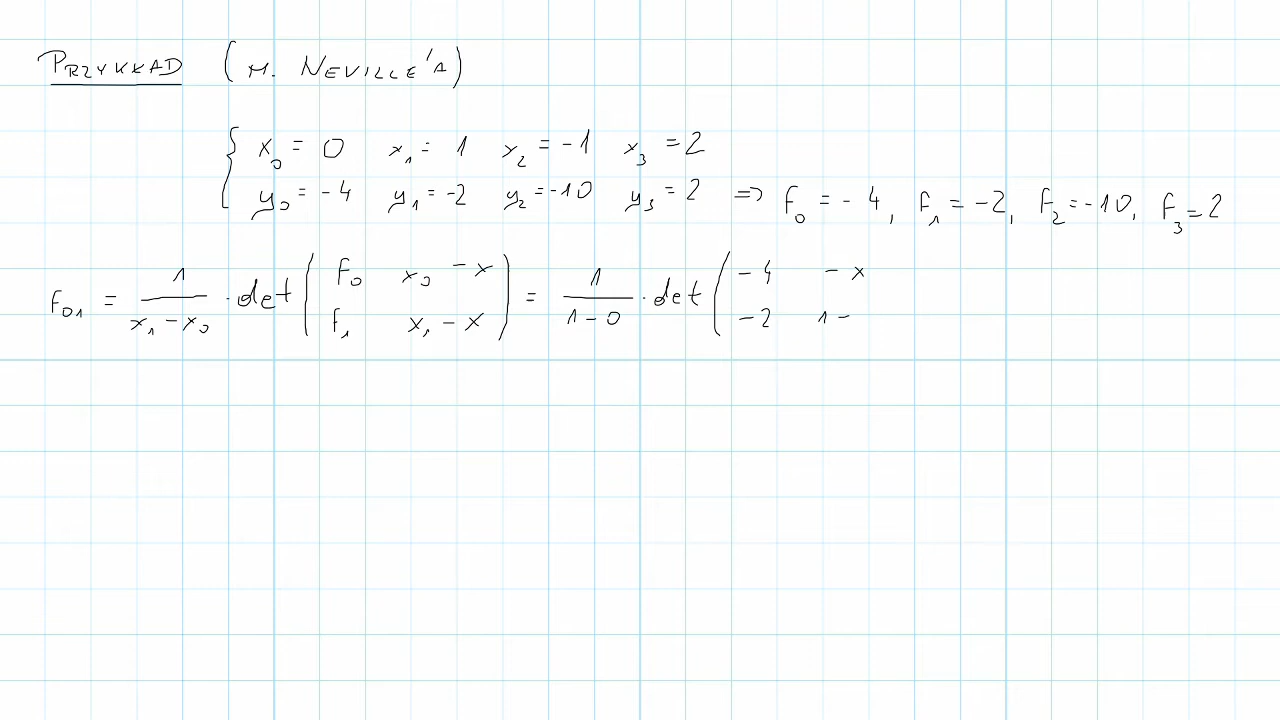 PRZYKŁAD (M. NEVILLE'A)
{ x₀ = 0 x₁ = 1 x₂ = -1 x₃ = 2
y₀ = -4 y₁ = -2 y₂ = -10 y₃ = 2 => f₀ = -4, f₁ = -2, f₂ = -10, f₃ = 2
f₀₁ = 1/(x₁ - x₀) · det ( f₀ x₀ - x ; f₁ x₁ - x ) = 1/(1 - 0) · det ( -4 - x ; -2 1 -